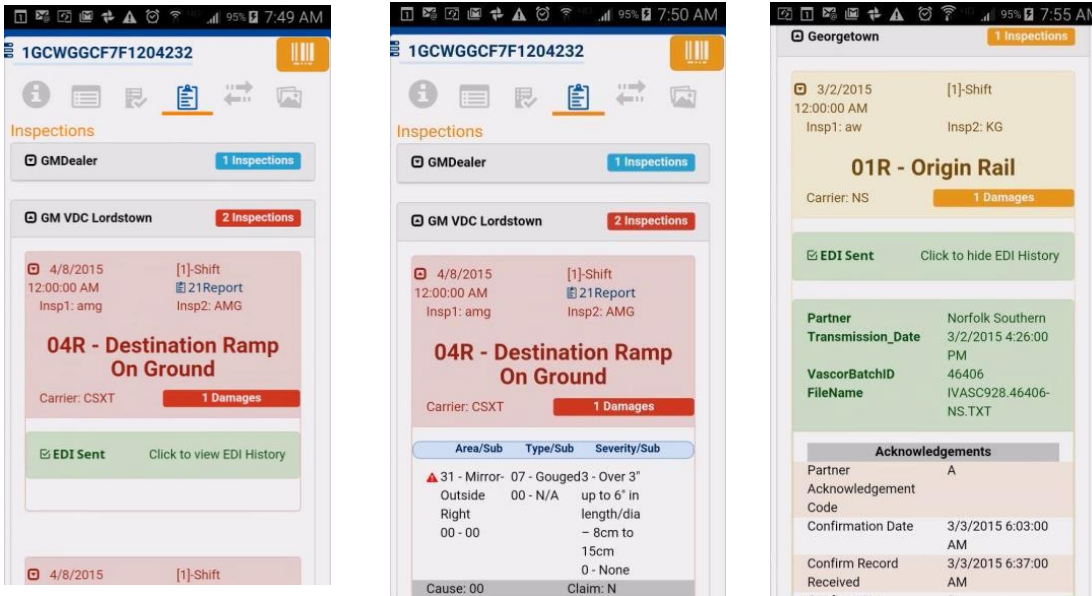 95% 7:49 AM
1GCWGGCF7F1204232
Inspections
GMDealer 1 Inspections
GM VDC Lordstown 2 Inspections
4/8/2015 [1]-Shift
12:00:00 AM 21Report
Insp1: amg Insp2: AMG
04R - Destination Ramp
On Ground
Carrier: CSXT 1 Damages
EDI Sent Click to view EDI History
4/8/2015 [1]-Shift
95% 7:50 AM
1GCWGGCF7F1204232
Inspections
GMDealer 1 Inspections
GM VDC Lordstown 2 Inspections
4/8/2015 [1]-Shift
12:00:00 AM 21Report
Insp1: amg Insp2: AMG
04R - Destination Ramp
On Ground
Carrier: CSXT 1 Damages
Area/Sub Type/Sub Severity/Sub
31 - Mirror- 07 - Gouged 3 - Over 3"
Outside 00 - N/A up to 6" in
Right length/dia
00 - 00 – 8cm to
15cm
0 - None
Cause: 00 Claim: N
95% 7:55 AM
Georgetown 1 Inspections
3/2/2015 [1]-Shift
12:00:00 AM
Insp1: aw Insp2: KG
01R - Origin Rail
Carrier: NS 1 Damages
EDI Sent Click to hide EDI History
Partner Norfolk Southern
Transmission_Date 3/2/2015 4:26:00
PM
VascorBatchID 46406
FileName IVASC928.46406-
NS.TXT
Acknowledgements
Partner A
Acknowledgement
Code
Confirmation Date 3/3/2015 6:03:00
AM
Confirm Record 3/3/2015 6:37:00
Received AM